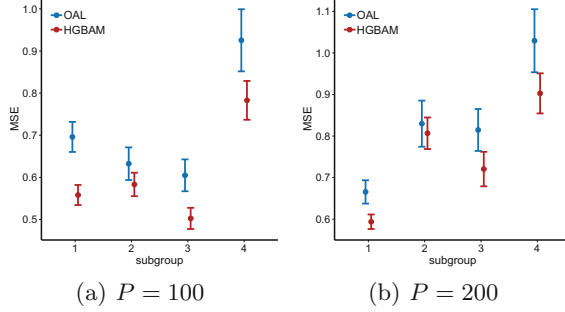 1.0
0.9
0.8
0.7
0.6
0.5
MSE
OAL
HGBAM
1 2 3 4
subgroup
(a) P = 100
1.1
1.0
0.9
0.8
0.7
0.6
MSE
OAL
HGBAM
1 2 3 4
subgroup
(b) P = 200